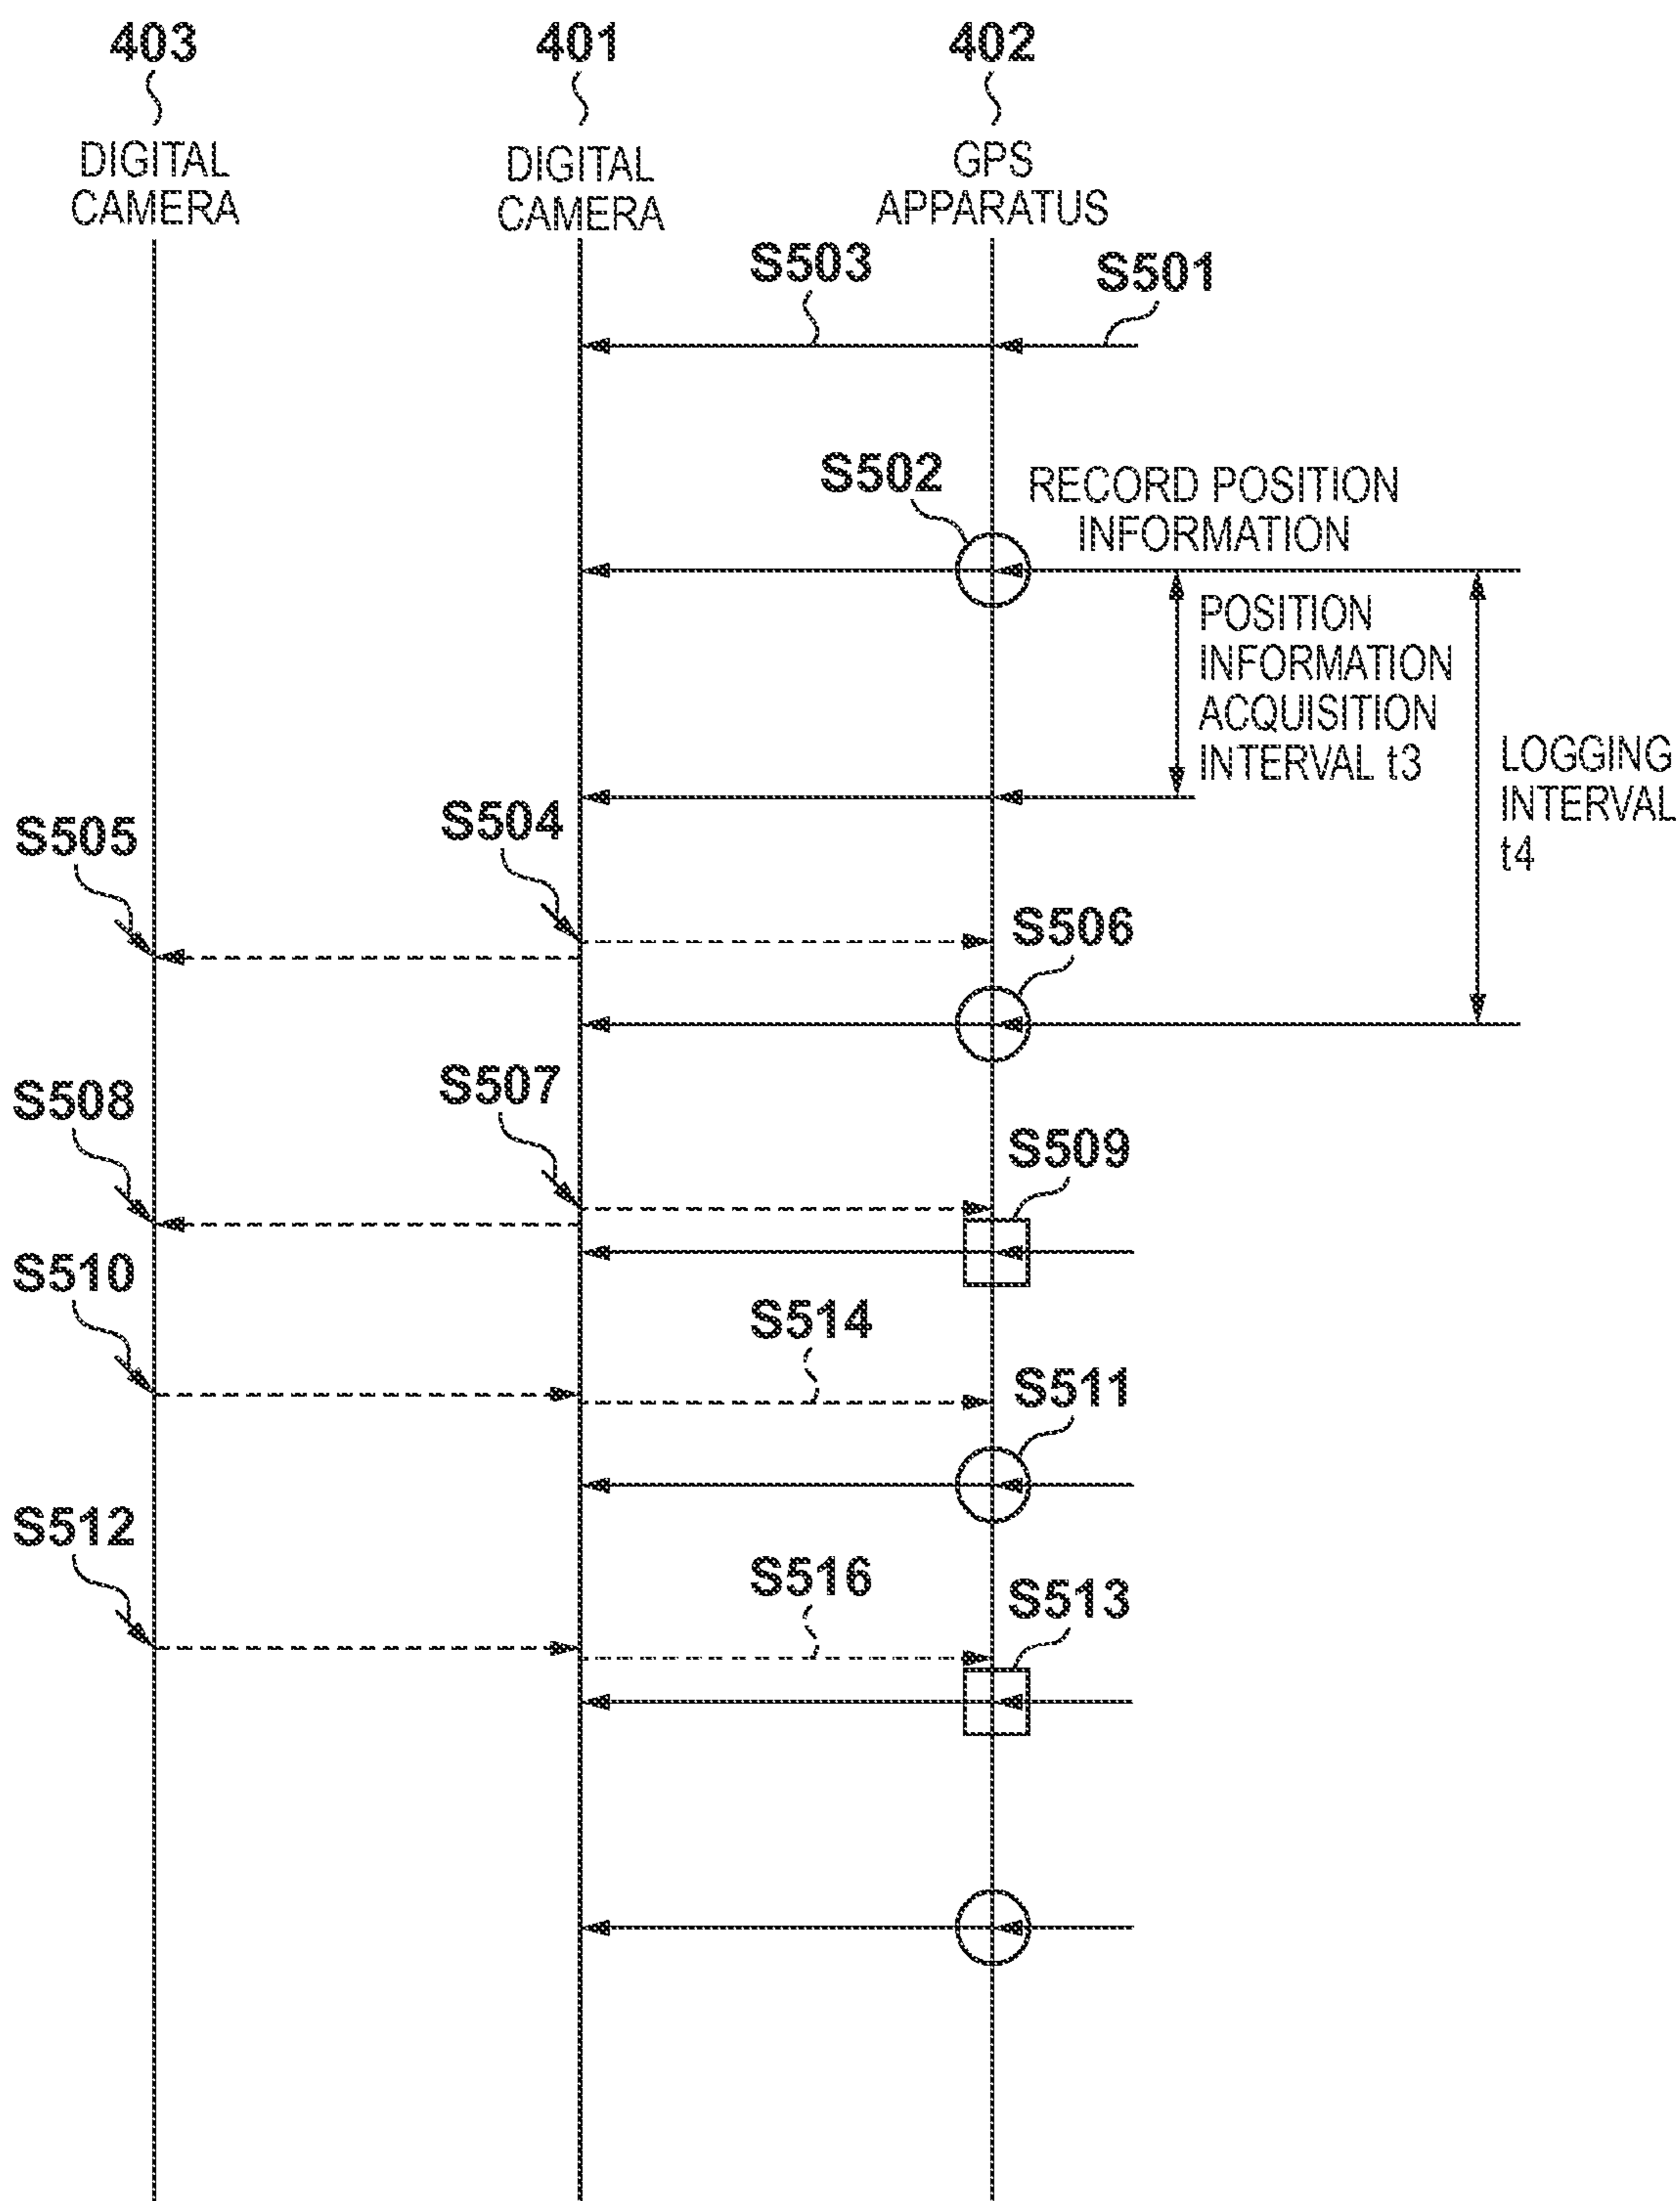 403
401
402
DIGITAL
CAMERA
DIGITAL
CAMERA
GPS
APPARATUS
S503
S501
S502
RECORD POSITION
INFORMATION
POSITION
INFORMATION
ACQUISITION
INTERVAL t3
LOGGING
INTERVAL
t4
S505
S504
S506
S508
S507
S509
S510
S514
S511
S512
S516
S513